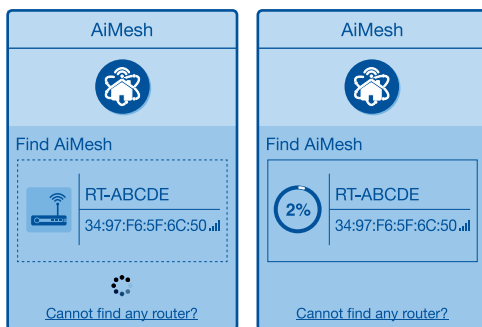 AiMesh
Find AiMesh
RT-ABCDE
34:97:F6:5F:6C:50
Cannot find any router?
AiMesh
Find AiMesh
2%
RT-ABCDE
34:97:F6:5F:6C:50
Cannot find any router?